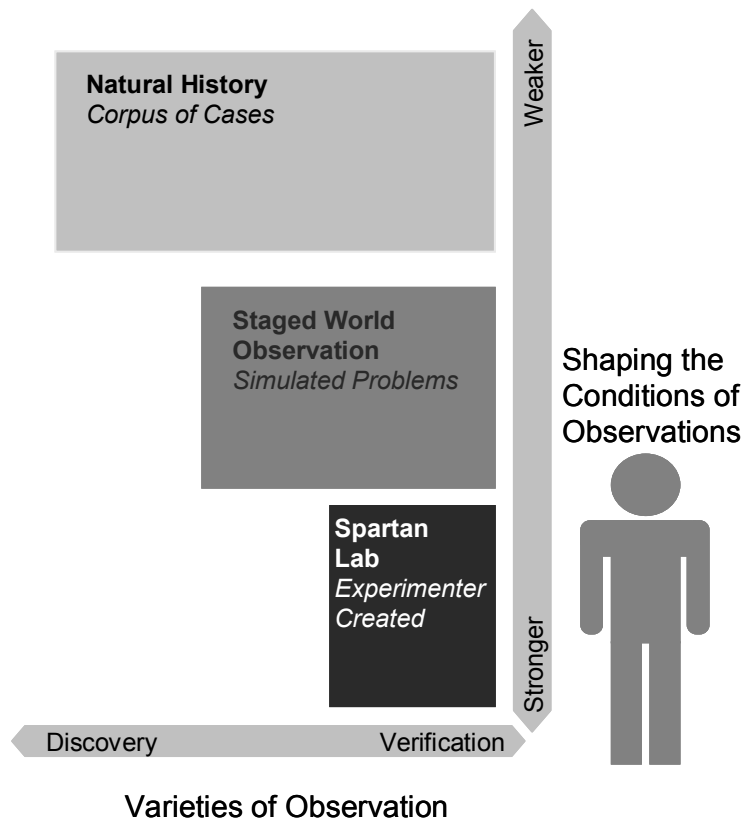 Natural History
Corpus of Cases
Weaker
Staged World
Observation
Simulated Problems
Shaping the
Conditions of
Observations
Spartan
Lab
Experimenter
Created
Stronger
Discovery
Verification
Varieties of Observation